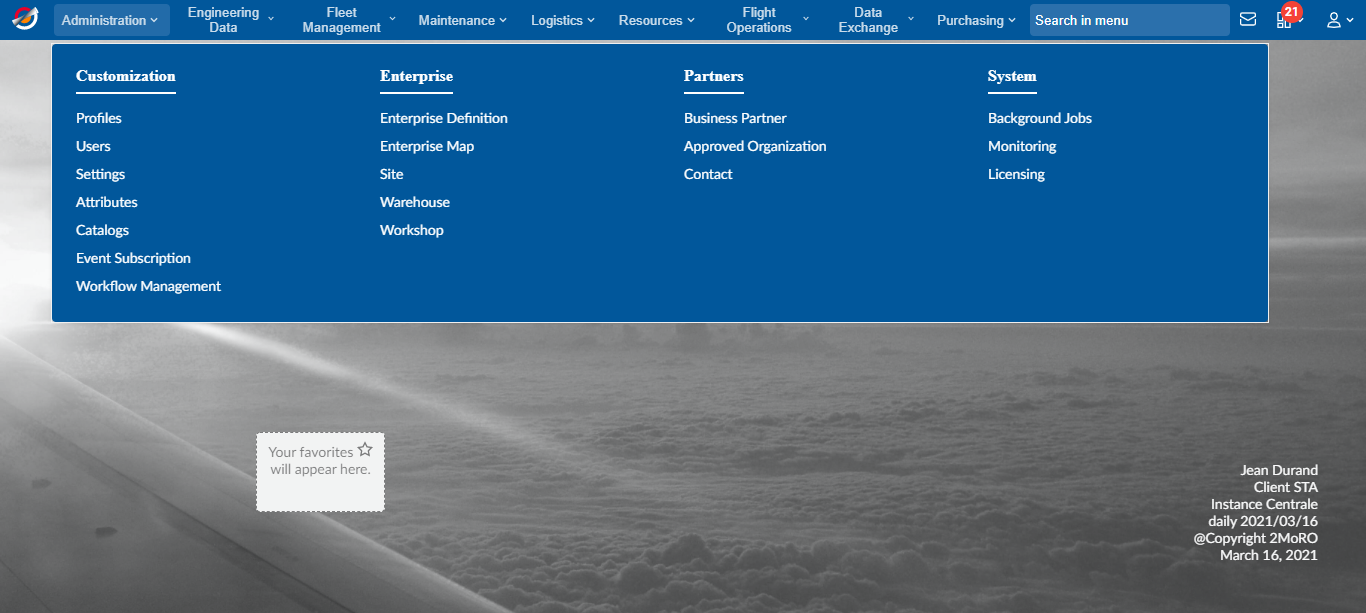 Administration
Engineering
Data
Fleet
Management
Maintenance
Logistics
Resources
Flight
Operations
Data
Exchange
Purchasing
Search in menu
21
Customization
Profiles
Users
Settings
Attributes
Catalogs
Event Subscription
Workflow Management
Enterprise
Enterprise Definition
Enterprise Map
Site
Warehouse
Workshop
Partners
Business Partner
Approved Organization
Contact
System
Background Jobs
Monitoring
Licensing
Your favorites
will appear here.
Jean Durand
Client STA
Instance Centrale
daily 2021/03/16
@Copyright 2MoRO
March 16, 2021